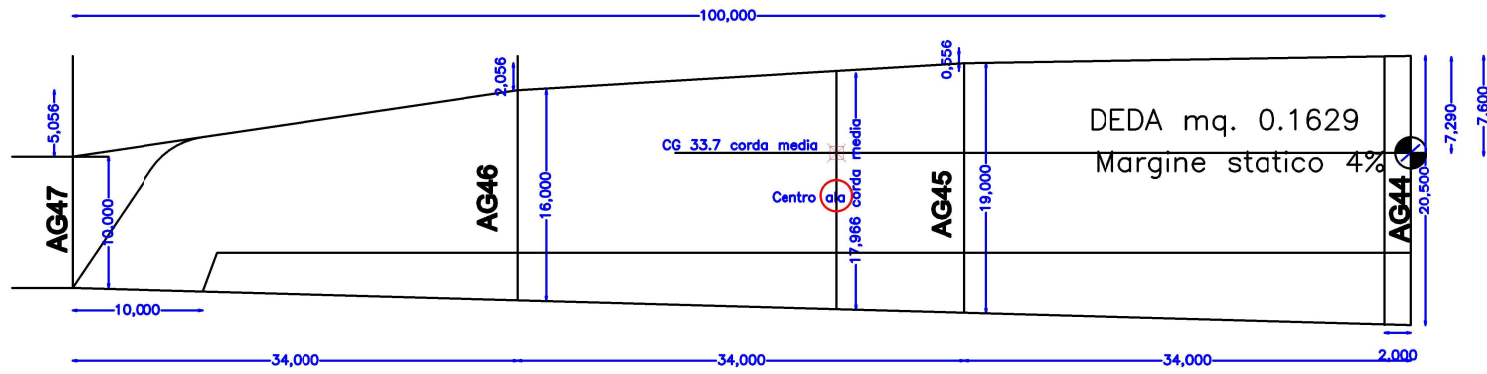 100,000
5,056
2,056
0,556
7,290
7,600
DEDA mq. 0.1629
Margine statico 4%
CG 33.7 corda media
Centro ala
AG47
10,000
AG46
16,000
17,966 corda media
AG45
19,000
AG44
20,500
10,000
34,000
34,000
34,000
2,000